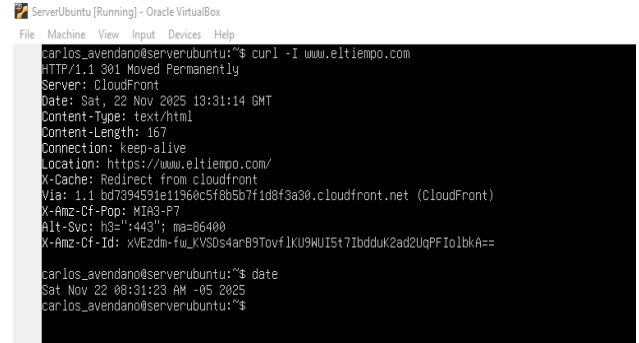 ServerUbuntu [Running] - Oracle VirtualBox
File Machine View Input Devices Help
carlos_avendano@serverubuntu:~$ curl -I www.eltiempo.com
HTTP/1.1 301 Moved Permanently
Server: CloudFront
Date: Sat, 22 Nov 2025 13:31:14 GMT
Content-Type: text/html
Content-Length: 167
Connection: keep-alive
Location: https://www.eltiempo.com/
X-Cache: Redirect from cloudfront
Via: 1.1 bd7394591e11960c5f8b5b7f1d8f3a30.cloudfront.net (CloudFront)
X-Amz-Cf-Pop: MIA3-P7
Alt-Svc: h3=":443"; ma=86400
X-Amz-Cf-Id: xVEzdm-fw_KVSDs4arB9TovflKU9WUI5t7IbdduK2ad2UqPFIolbkA==
carlos_avendano@serverubuntu:~$ date
Sat Nov 22 08:31:23 AM -05 2025
carlos_avendano@serverubuntu:~$